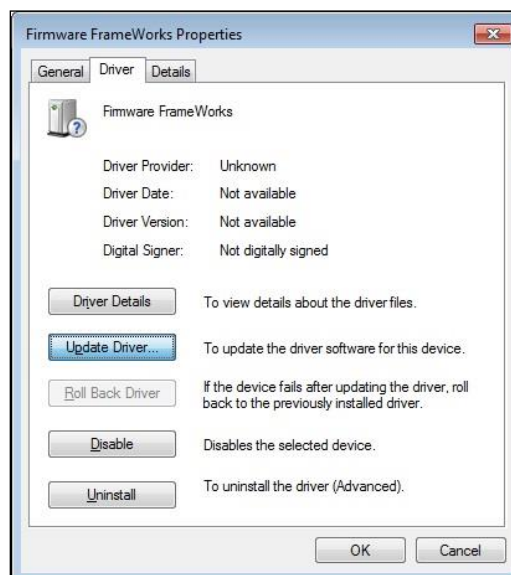 Firmware FrameWorks Properties
General Driver Details
Firmware FrameWorks
Driver Provider: Unknown
Driver Date: Not available
Driver Version: Not available
Digital Signer: Not digitally signed
Driver Details To view details about the driver files.
Update Driver... To update the driver software for this device.
Roll Back Driver If the device fails after updating the driver, roll
back to the previously installed driver.
Disable Disables the selected device.
Uninstall To uninstall the driver (Advanced).
OK Cancel